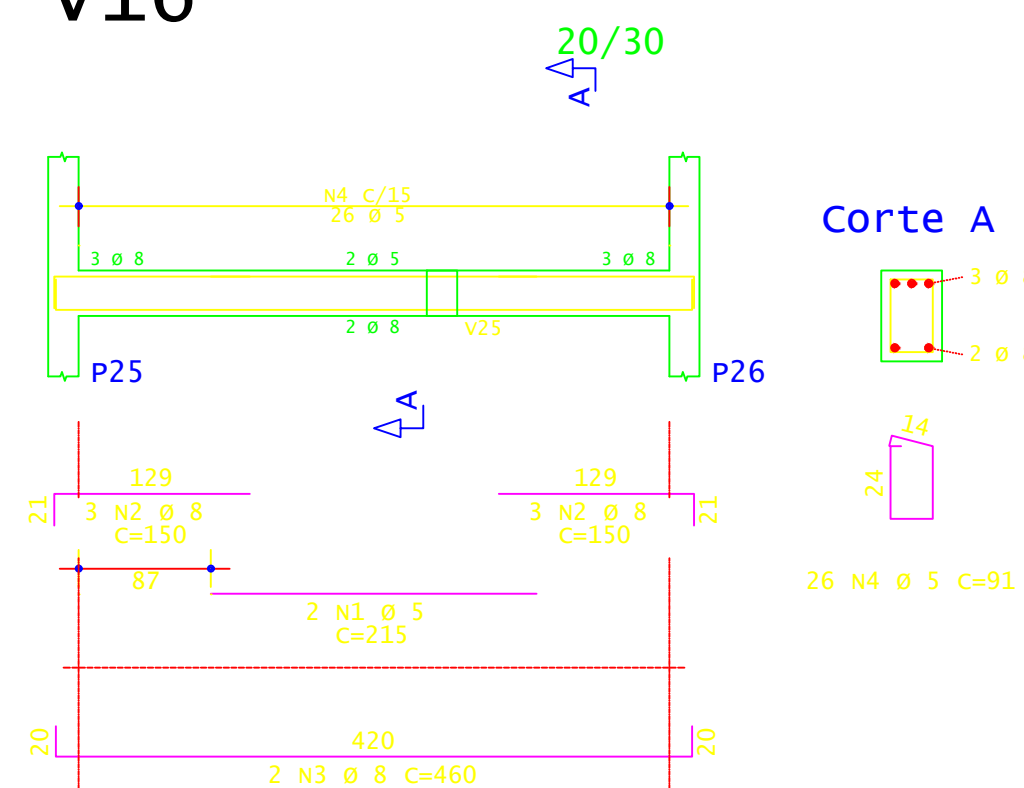 V16
20/30
A
N4 C/15
26 Ø 5
Corte A
3 Ø 8
2 Ø 5
3 Ø 8
3 Ø
2 Ø 8
V25
2 Ø
P25
P26
A
14
129
129
24
21
3 N2 Ø 8
C=150
3 N2 Ø 8
C=150
21
87
26 N4 Ø 5 C=91
2 N1 Ø 5
C=215
20
420
20
2 N3 Ø 8 C=460